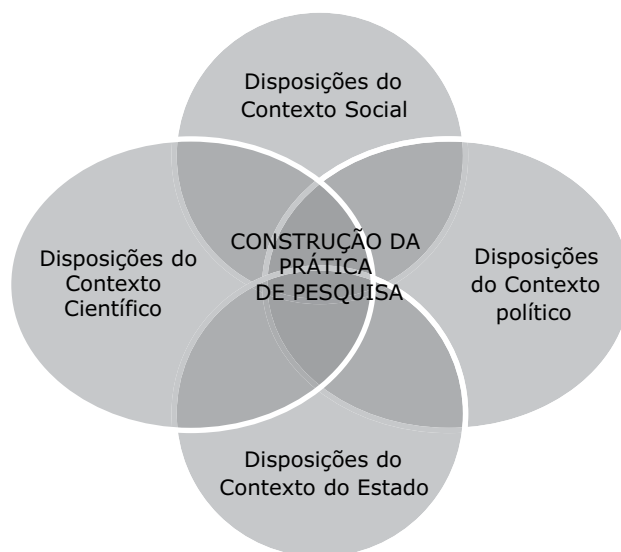 Disposições do
Contexto Social
CONSTRUÇÃO DA
PRÁTICA
DE PESQUISA
Disposições do
Contexto
Científico
Disposições
do Contexto
político
Disposições do
Contexto do Estado